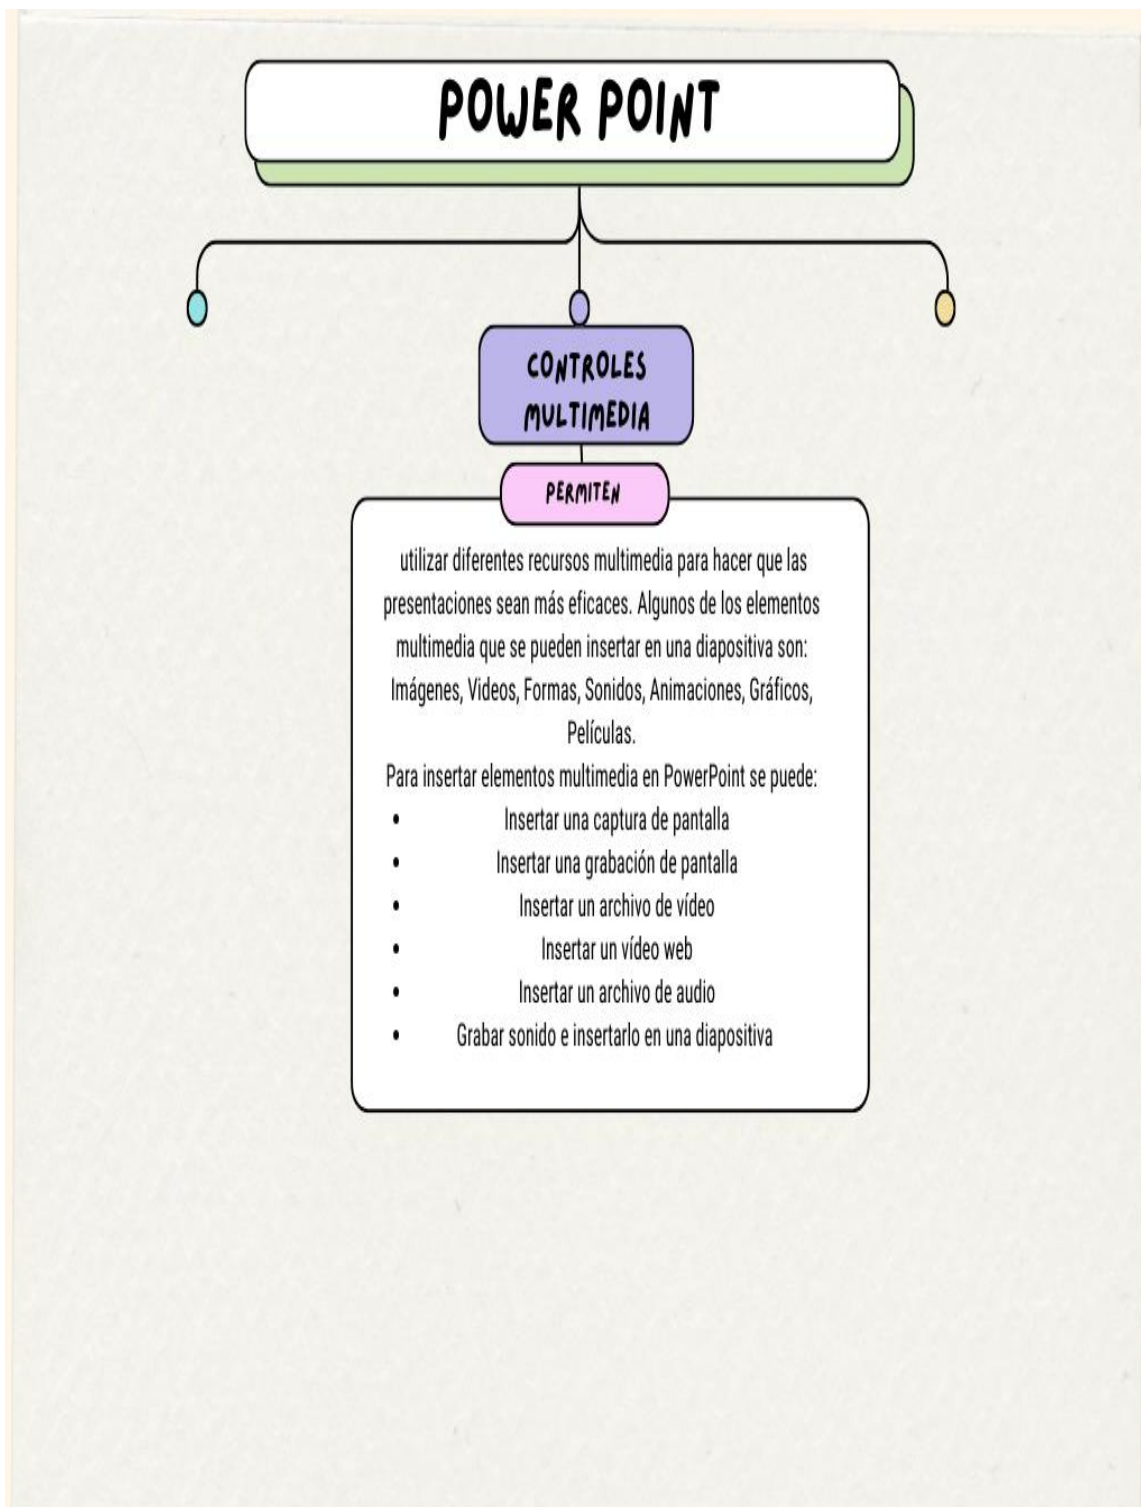 POWER POINT
CONTROLES
MULTIMEDIA
PERMITEN
utilizar diferentes recursos multimedia para hacer que las
presentaciones sean más eficaces. Algunos de los elementos
multimedia que se pueden insertar en una diapositiva son:
Imágenes, Videos, Formas, Sonidos, Animaciones, Gráficos,
Películas.
Para insertar elementos multimedia en PowerPoint se puede:
• Insertar una captura de pantalla
• Insertar una grabación de pantalla
• Insertar un archivo de vídeo
• Insertar un vídeo web
• Insertar un archivo de audio
• Grabar sonido e insertarlo en una diapositiva